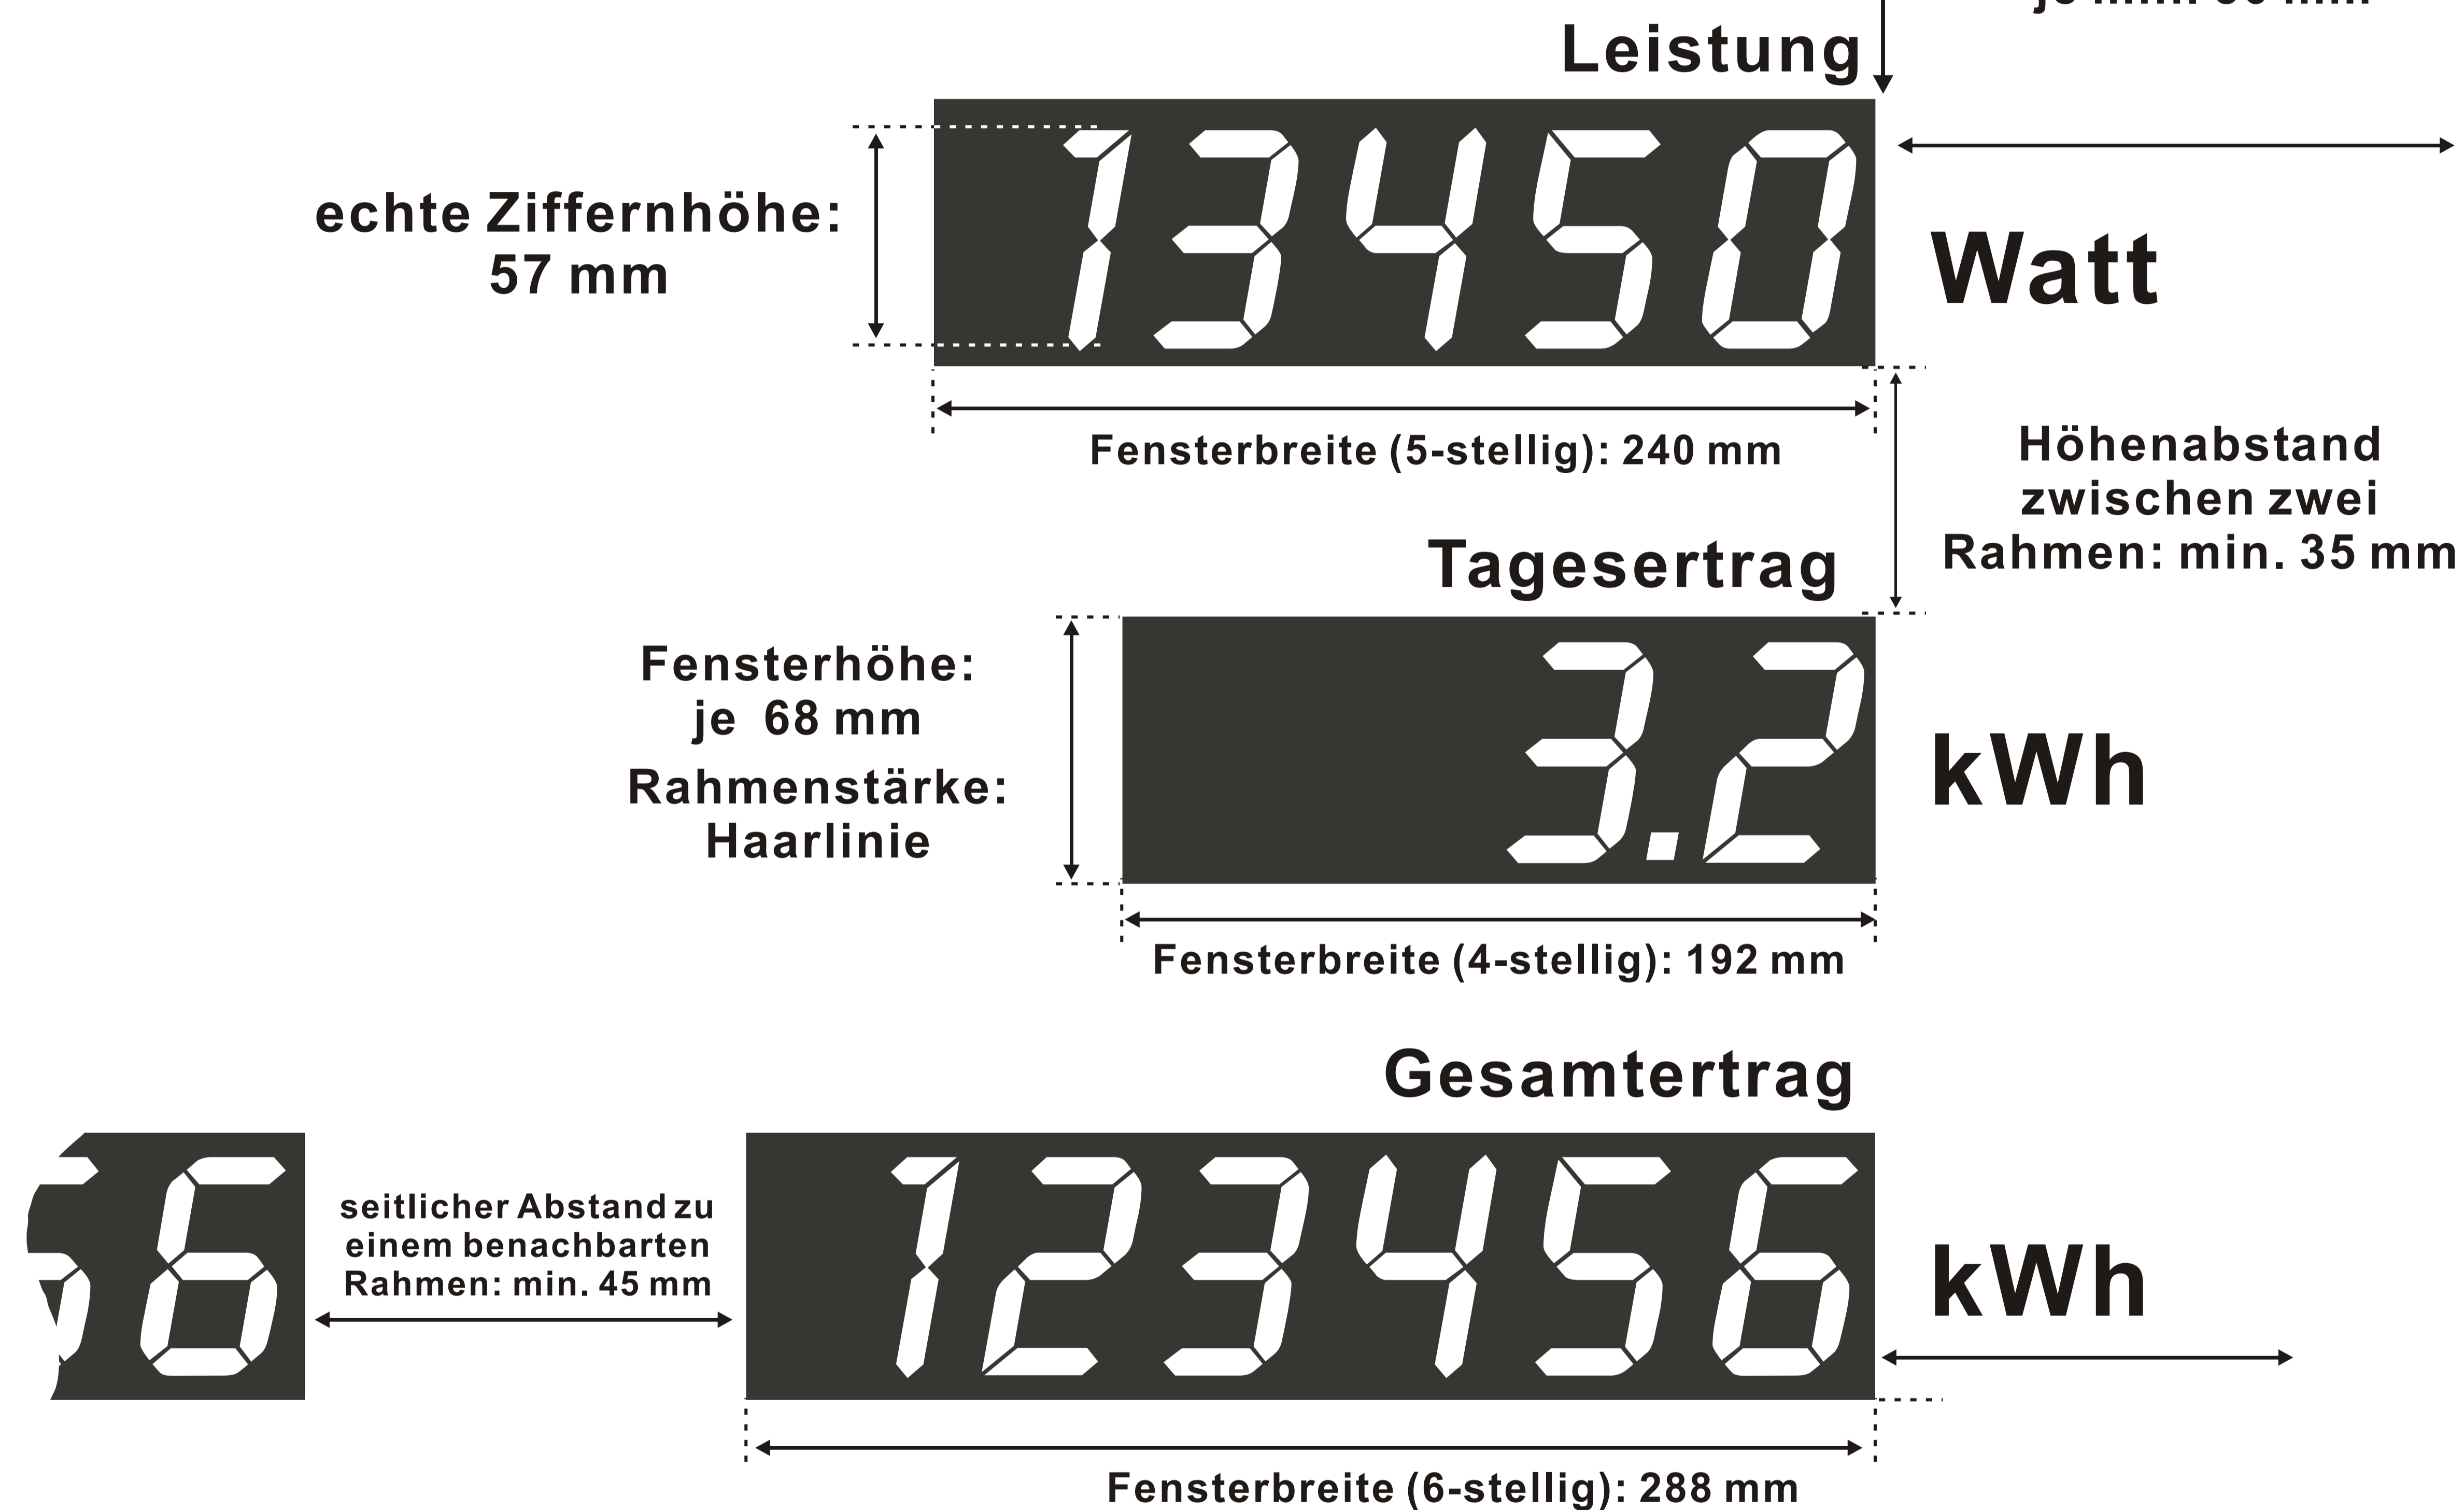 Leistung
13450
echte Ziffernhöhe:
57 mm
Watt
Fensterbreite (5-stellig): 240 mm
Höhenabstand
zwischen zwei
Rahmen: min. 35 mm
Tagesertrag
3.2
Fensterhöhe:
je 68 mm
Rahmenstärke:
Haarlinie
kWh
Fensterbreite (4-stellig): 192 mm
Gesamtertrag
6
seitlicher Abstand zu
einem benachbarten
Rahmen: min. 45 mm
123456
kWh
Fensterbreite (6-stellig): 288 mm